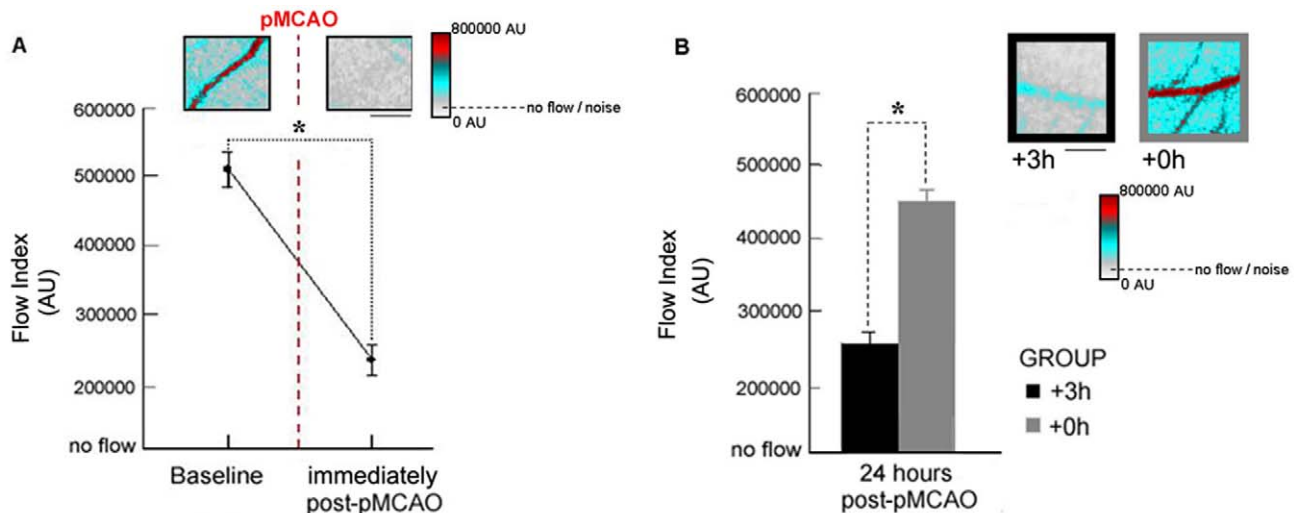 A
pMCAO
800000 AU
no flow / noise
0 AU
*
600000
500000
400000
300000
200000
no flow
Flow Index
(AU)
Baseline
immediately
post-pMCAO
B
+3h
+0h
800000 AU
no flow / noise
0 AU
*
600000
500000
400000
300000
200000
no flow
Flow Index
(AU)
24 hours
post-pMCAO
GROUP
+3h
+0h